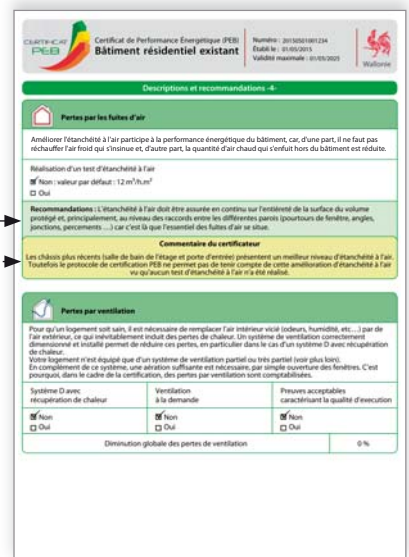 CERTIFICAT
PEB
Certificat de Performance Énergétique (PEB)
Bâtiment résidentiel existant
Numéro : 20150501001234
Établi le : 01/05/2015
Validité maximale : 01/05/2025
Wallonie
Descriptions et recommandations -4-
Pertes par les fuites d'air
Améliorer l'étanchéité à l'air participe à la performance énergétique du bâtiment, car, d'une part, il ne faut pas
réchauffer l'air froid qui s'insinue et, d'autre part, la quantité d'air chaud qui s'enfuit hors du bâtiment est réduite.
Réalisation d'un test d'étanchéité à l'air
Non : valeur par défaut : 12 m³/h.m²
Oui
Recommandations : L'étanchéité à l'air doit être assurée en continu sur l'entièreté de la surface du volume
protégé et, principalement, au niveau des raccords entre les différentes parois (pourtours de fenêtre, angles,
jonctions, percements ...) car c'est là que l'essentiel des fuites d'air se situe.
Commentaire du certificateur
Les châssis plus récents (salle de bain de l'étage et porte d'entrée) présentent un meilleur niveau d'étanchéité à l'air.
Toutefois le protocole de certification PEB ne permet pas de tenir compte de cette amélioration d'étanchéité à l'air
vu qu'aucun test d'étanchéité à l'air n'a été réalisé.
Pertes par ventilation
Pour qu'un logement soit sain, il est nécessaire de remplacer l'air intérieur vicié (odeurs, humidité, etc...) par de
l'air extérieur, ce qui inévitablement induit des pertes de chaleur. Un système de ventilation correctement
dimensionné et installé permet de réduire ces pertes, en particulier dans le cas d'un système D avec récupération
de chaleur.
Votre logement n'est équipé que d'un système de ventilation partiel ou très partiel (voir plus loin).
En complément de ce système, une aération suffisante est nécessaire, par simple ouverture des fenêtres. C'est
pourquoi, dans le cadre de la certification, des pertes par ventilation sont comptabilisées.
Système D avec
récupération de chaleur
Ventilation
à la demande
Preuves acceptables
caractérisant la qualité d'execution
Non
Oui
Non
Oui
Non
Oui
Diminution globale des pertes de ventilation
0 %